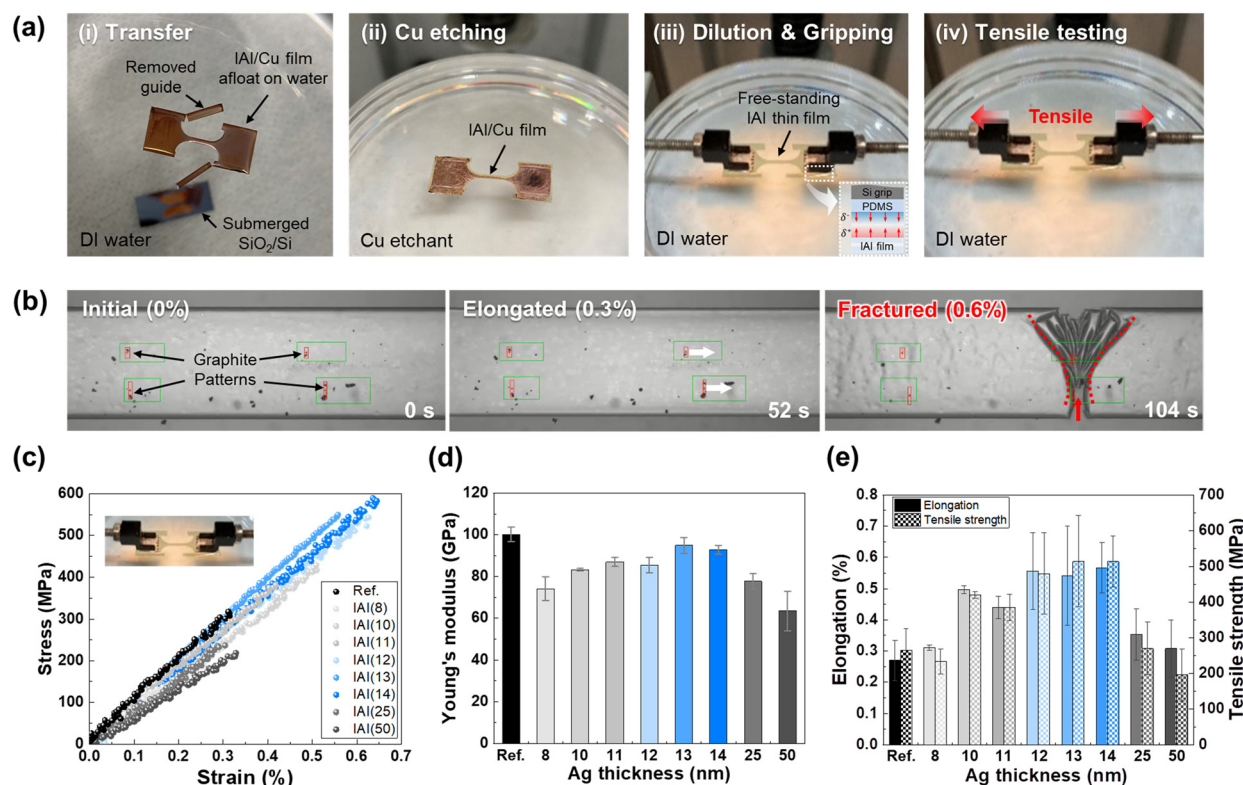 (a)
(i) Transfer
Removed
guide
IAI/Cu film
afloat on water
Submerged
SiO2/Si
DI water
(ii) Cu etching
IAI/Cu film
Cu etchant
(iii) Dilution & Gripping
Free-standing
IAI thin film
Si grip
PDMS
δ-
δ+
IAI film
DI water
(iv) Tensile testing
Tensile
DI water
(b)
Initial (0%)
Graphite
Patterns
0 s
Elongated (0.3%)
52 s
Fractured (0.6%)
104 s
(c)
Stress (MPa)
600
500
400
300
200
100
0
Ref.
IAI(8)
IAI(10)
IAI(11)
IAI(12)
IAI(13)
IAI(14)
IAI(25)
IAI(50)
0.0 0.1 0.2 0.3 0.4 0.5 0.6 0.7
Strain (%)
(d)
Young's modulus (GPa)
120
100
80
60
40
20
0
Ref. 8 10 11 12 13 14 25 50
Ag thickness (nm)
(e)
Elongation (%)
0.8
0.7
0.6
0.5
0.4
0.3
0.2
0.1
0.0
Elongation
Tensile strength
700
600
500
400
300
200
100
0
Tensile strength (MPa)
Ref. 8 10 11 12 13 14 25 50
Ag thickness (nm)